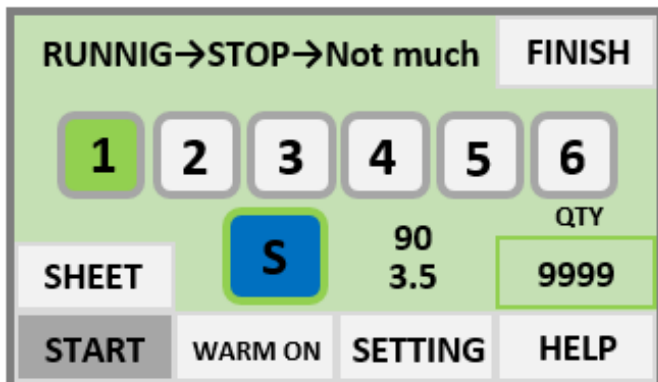 RUNNIG→STOP→Not much FINISH
1 2 3 4 5 6
QTY
S 90
3.5
SHEET 9999
START WARM ON SETTING HELP